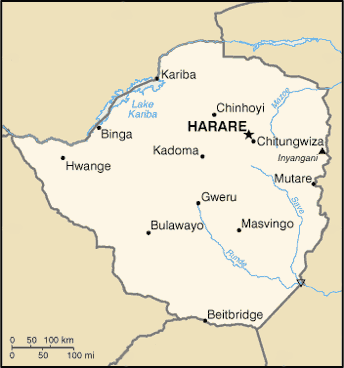 Kariba
Lake
Kariba
Chinhoyi
Mazoe
HARARE
Binga
Chitungwiza
Kadoma
Inyangani
Hwange
Mutare
Gweru
Save
Bulawayo
Masvingo
Runde
Beitbridge
0 50 100 km
0 50 100 mi